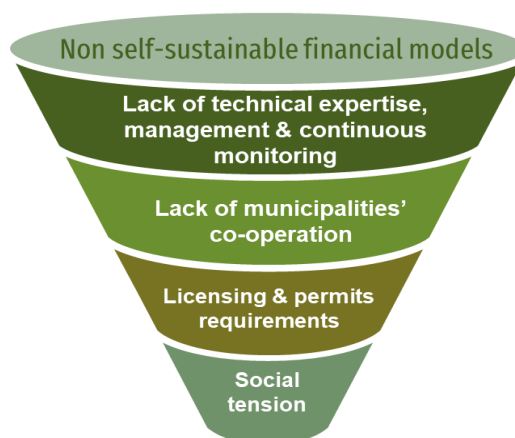 Non self-sustainable financial models
Lack of technical expertise,
management & continuous
monitoring
Lack of municipalities'
co-operation
Licensing & permits
requirements
Social
tension